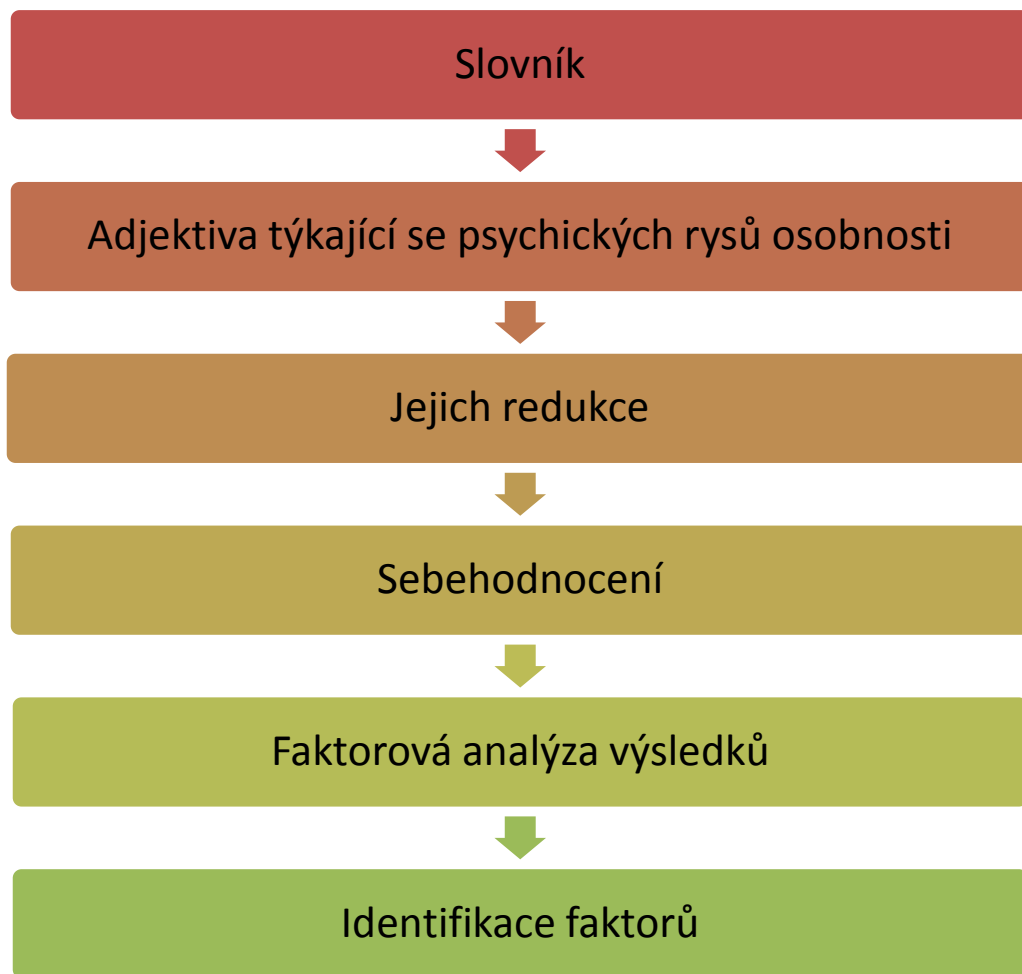 Slovník
Adjektiva týkající se psychických rysů osobnosti
Jejich redukce
Sebehodnocení
Faktorová analýza výsledků
Identifikace faktorů